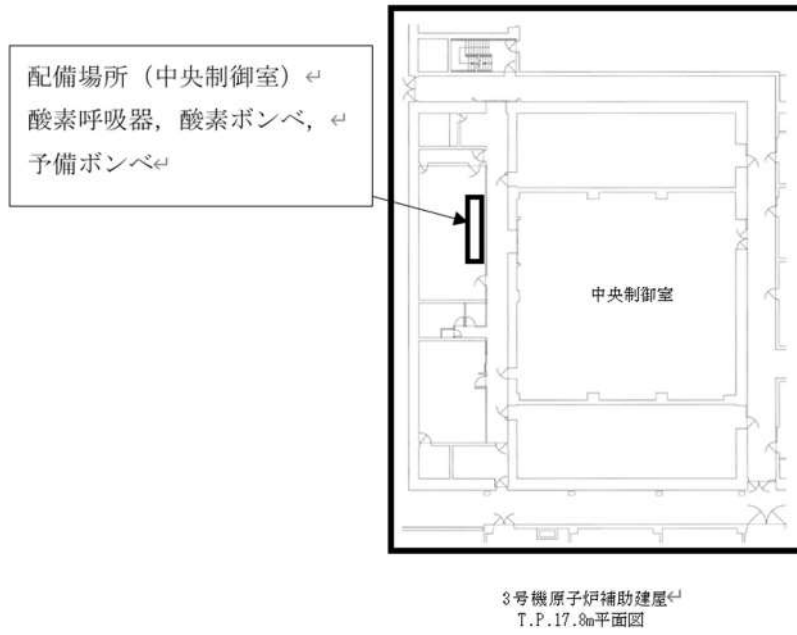 配備場所（中央制御室）↵
酸素呼吸器，酸素ボンベ，↵
予備ボンベ↵
中央制御室
3号機原子炉補助建屋↵
T.P.17.8m平面図